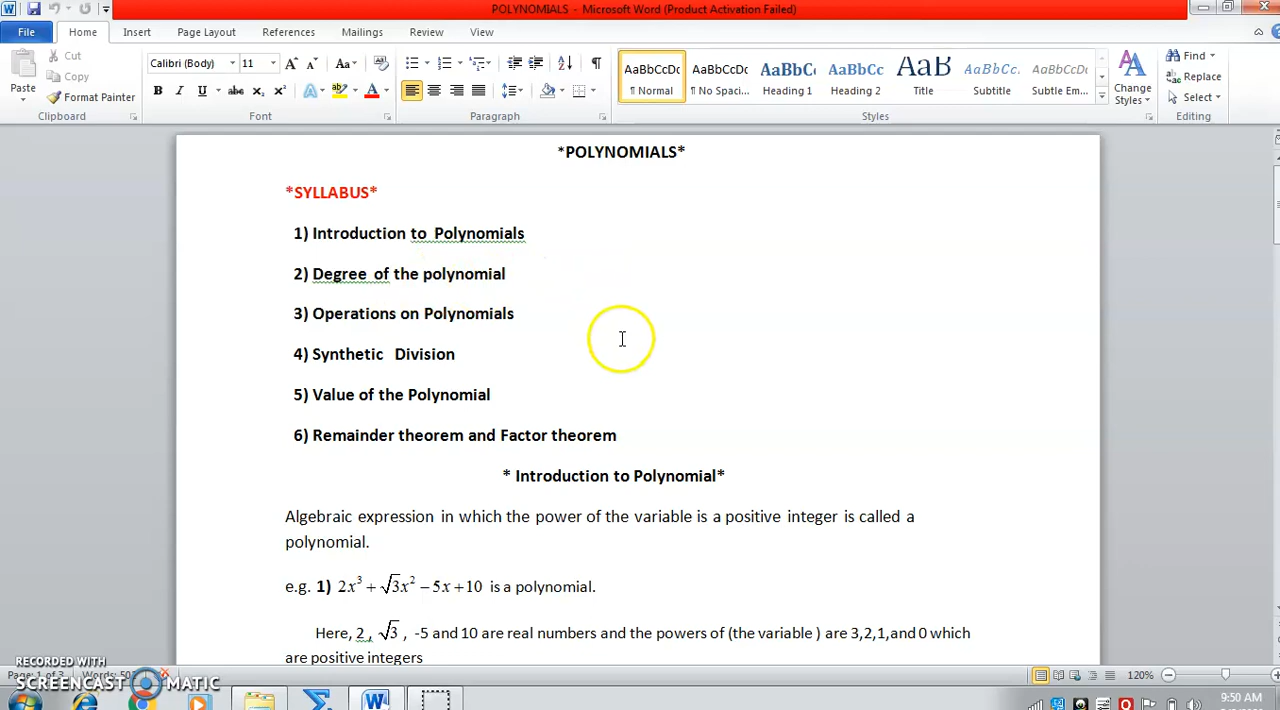 POLYNOMIALS - Microsoft Word (Product Activation Failed)
File Home Insert Page Layout References Mailings Review View
Paste
Cut
Copy
Format Painter
Clipboard
Calibri (Body) 11
Font
Paragraph
AaBbCcDc AaBbCcDc AaBbC AaBbCc AaB AaBbCc. AaBbCcDc
¶ Normal ¶ No Spaci... Heading 1 Heading 2 Title Subtitle Subtle Em...
Styles
Change Styles
Find
Replace
Select
Editing
*POLYNOMIALS*
*SYLLABUS*
1) Introduction to Polynomials
2) Degree of the polynomial
3) Operations on Polynomials
4) Synthetic Division
5) Value of the Polynomial
6) Remainder theorem and Factor theorem
* Introduction to Polynomial*
Algebraic expression in which the power of the variable is a positive integer is called a
polynomial.
e.g. 1) 2x³ + √3x² − 5x + 10 is a polynomial.
Here, 2 , √3 , -5 and 10 are real numbers and the powers of (the variable ) are 3,2,1,and 0 which
are positive integers
RECORDED WITH
SCREENCAST MATIC
Page: 1 of 3
120%
9:50 AM